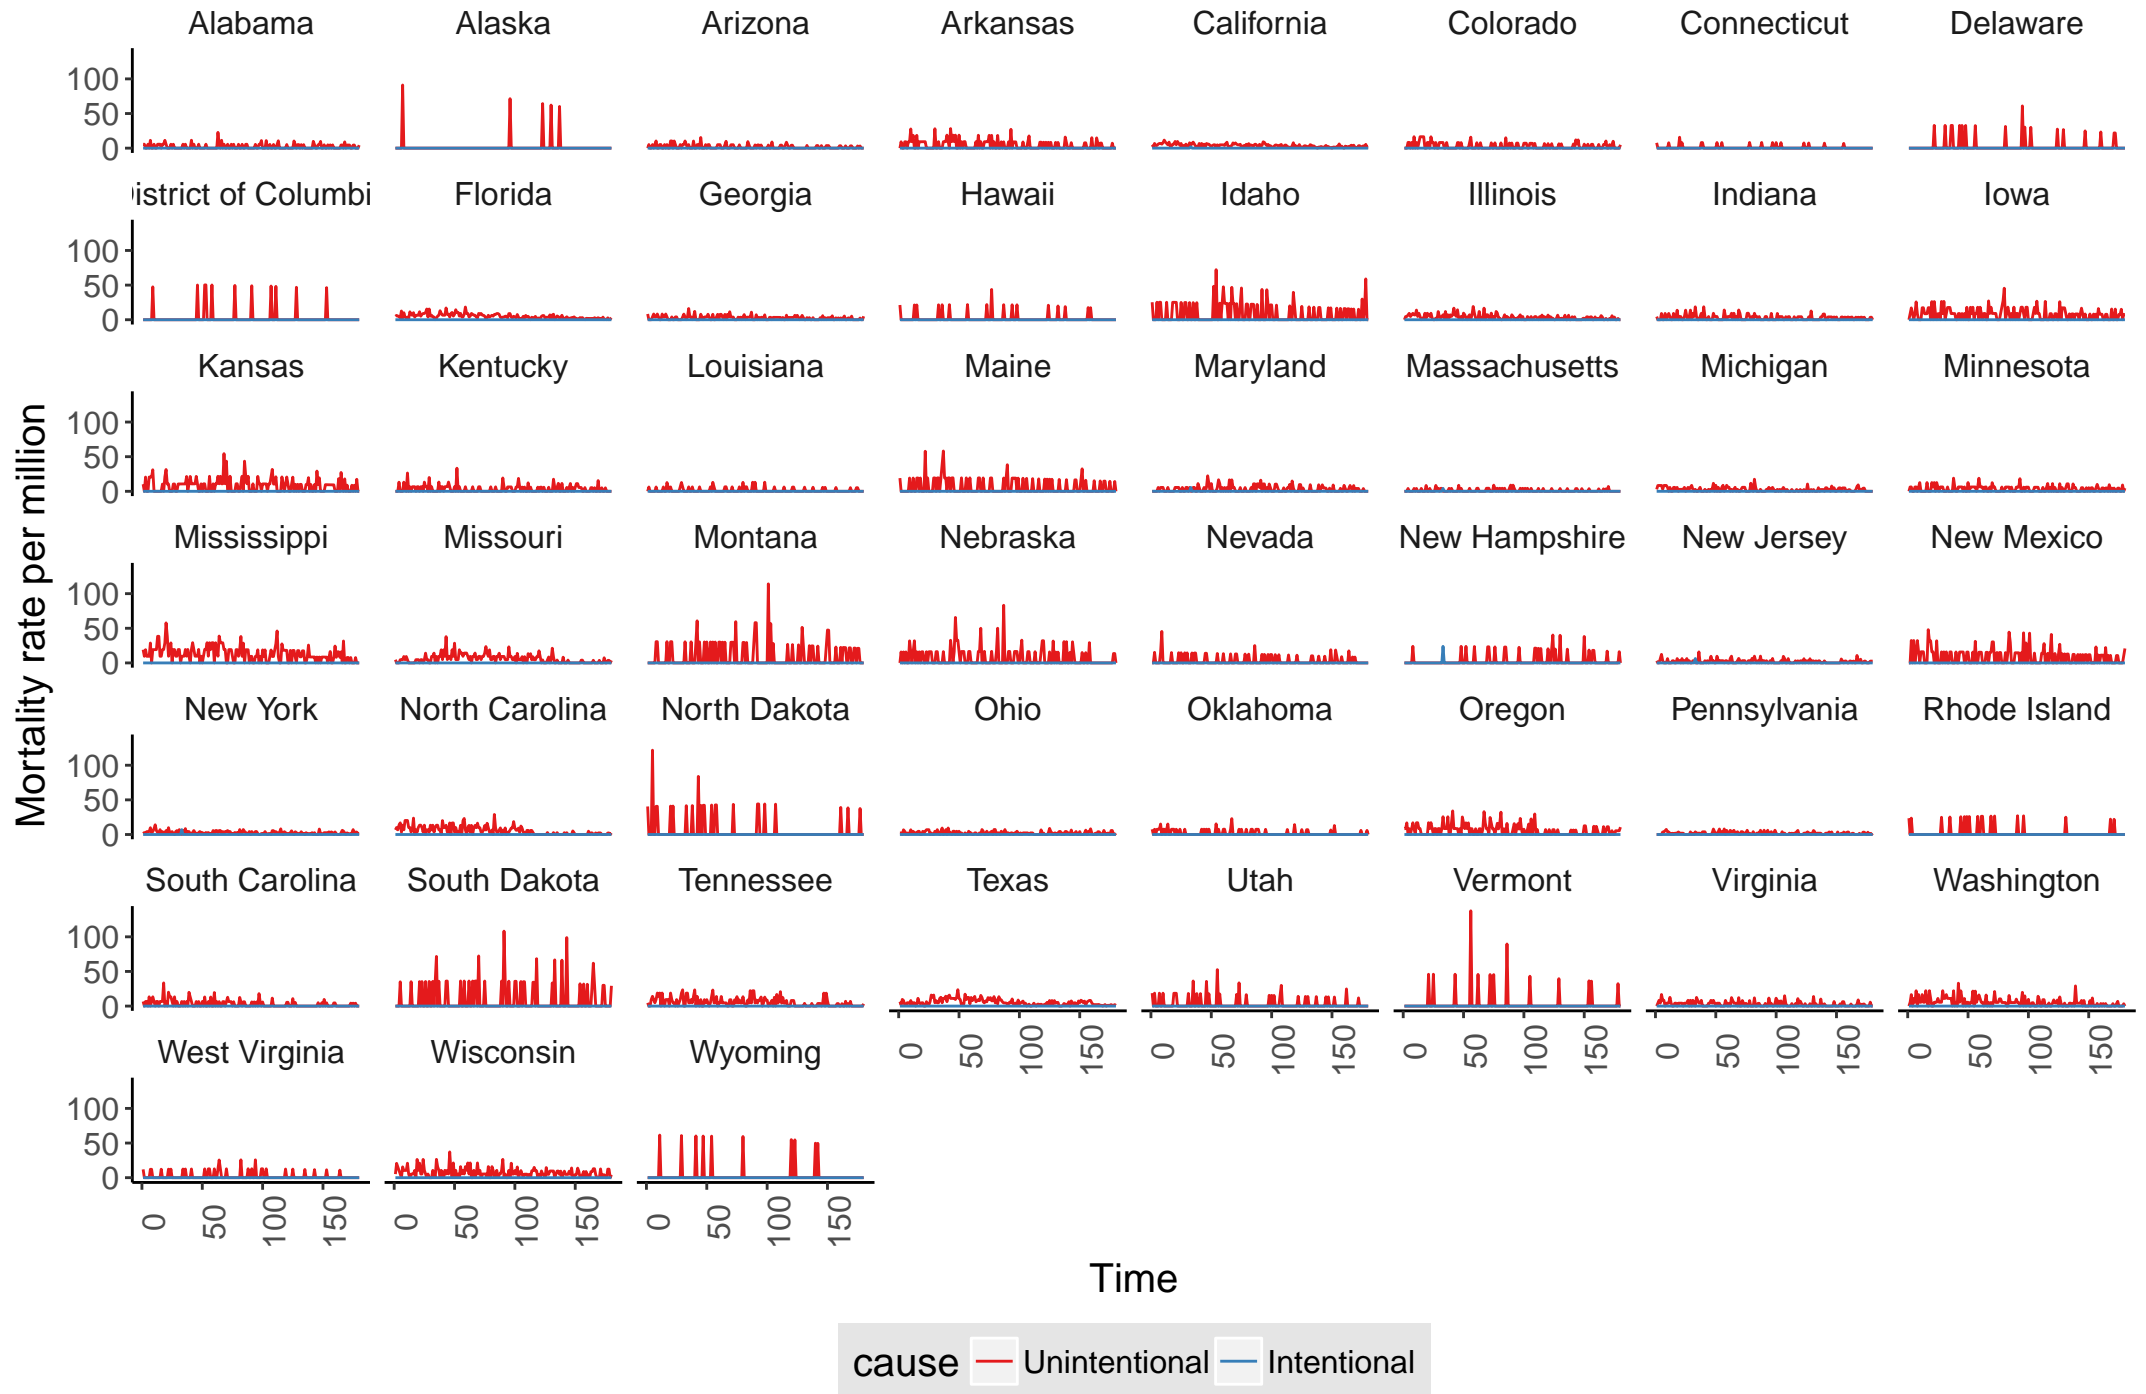 Alabama Alaska Arizona Arkansas California Colorado Connecticut Delaware
100
50
0
istrict of Columbi Florida Georgia Hawaii Idaho Illinois Indiana Iowa
100
50
0
Kansas Kentucky Louisiana Maine Maryland Massachusetts Michigan Minnesota
100
50
0
Mississippi Missouri Montana Nebraska Nevada New Hampshire New Jersey New Mexico
100
50
0
New York North Carolina North Dakota Ohio Oklahoma Oregon Pennsylvania Rhode Island
100
50
0
South Carolina South Dakota Tennessee Texas Utah Vermont Virginia Washington
100
50
0
0 50 100 150 0 50 100 150 0 50 100 150 0 50 100 150 0 50 100 150
West Virginia Wisconsin Wyoming
100
50
0
0 50 100 150 0 50 100 150 0 50 100 150
Mortality rate per million
Time
cause Unintentional Intentional